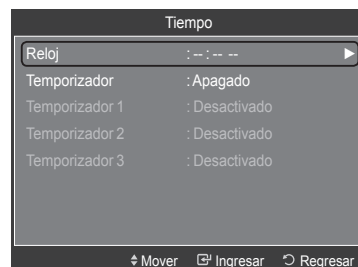 Tiempo
Reloj : -- : -- --
Temporizador : Apagado
Temporizador 1 : Desactivado
Temporizador 2 : Desactivado
Temporizador 3 : Desactivado
Mover Ingresar Regresar